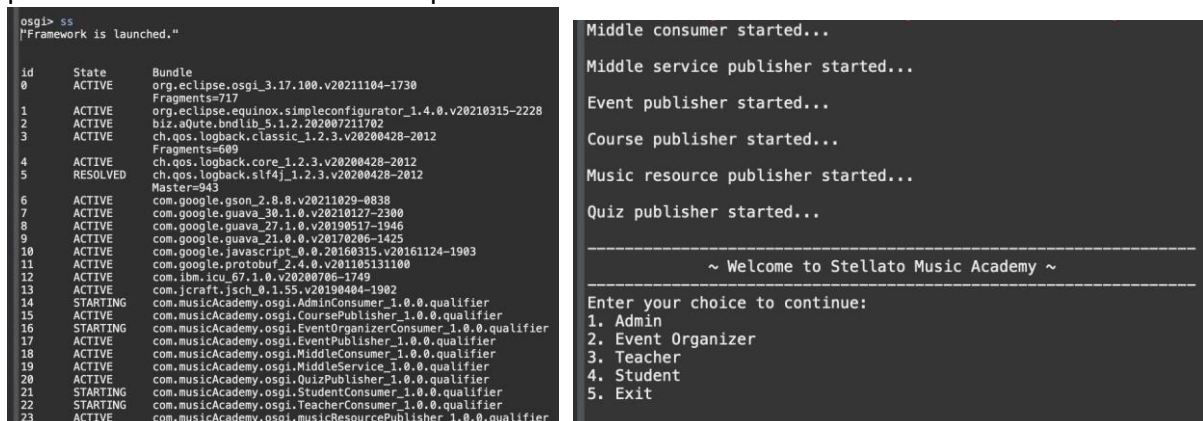 osgi> ss
"Framework is launched."
id State Bundle
0 ACTIVE org.eclipse.osgi_3.17.100.v20211104-1730
Fragments=717
1 ACTIVE org.eclipse.equinox.simpleconfigurator_1.4.0.v20210315-2228
2 ACTIVE biz.aQute.bndlib_5.1.2.202007211702
3 ACTIVE ch.qos.logback.classic_1.2.3.v20200428-2012
Fragments=609
4 ACTIVE ch.qos.logback.core_1.2.3.v20200428-2012
5 RESOLVED ch.qos.logback.slf4j_1.2.3.v20200428-2012
Master=943
6 ACTIVE com.google.gson_2.8.8.v20211029-0838
7 ACTIVE com.google.guava_30.1.0.v20210127-2300
8 ACTIVE com.google.guava_27.1.0.v20190517-1946
9 ACTIVE com.google.guava_21.0.0.v20170206-1425
10 ACTIVE com.google.javascript_0.0.20160315.v20161124-1903
11 ACTIVE com.google.protobuf_2.4.0.v201105131100
12 ACTIVE com.ibm.icu_67.1.0.v20200706-1749
13 ACTIVE com.jcraft.jsch_0.1.55.v20190404-1902
14 STARTING com.musicAcademy.osgi.AdminConsumer_1.0.0.qualifier
15 ACTIVE com.musicAcademy.osgi.CoursePublisher_1.0.0.qualifier
16 STARTING com.musicAcademy.osgi.EventOrganizerConsumer_1.0.0.qualifier
17 ACTIVE com.musicAcademy.osgi.EventPublisher_1.0.0.qualifier
18 ACTIVE com.musicAcademy.osgi.MiddleConsumer_1.0.0.qualifier
19 ACTIVE com.musicAcademy.osgi.MiddleService_1.0.0.qualifier
20 ACTIVE com.musicAcademy.osgi.QuizPublisher_1.0.0.qualifier
21 STARTING com.musicAcademy.osgi.StudentConsumer_1.0.0.qualifier
22 STARTING com.musicAcademy.osgi.TeacherConsumer_1.0.0.qualifier
23 ACTIVE com.musicAcademy.osgi.musicResourcePublisher_1.0.0.qualifier
Middle consumer started...
Middle service publisher started...
Event publisher started...
Course publisher started...
Music resource publisher started...
Quiz publisher started...
~ Welcome to Stellato Music Academy ~
Enter your choice to continue:
1. Admin
2. Event Organizer
3. Teacher
4. Student
5. Exit